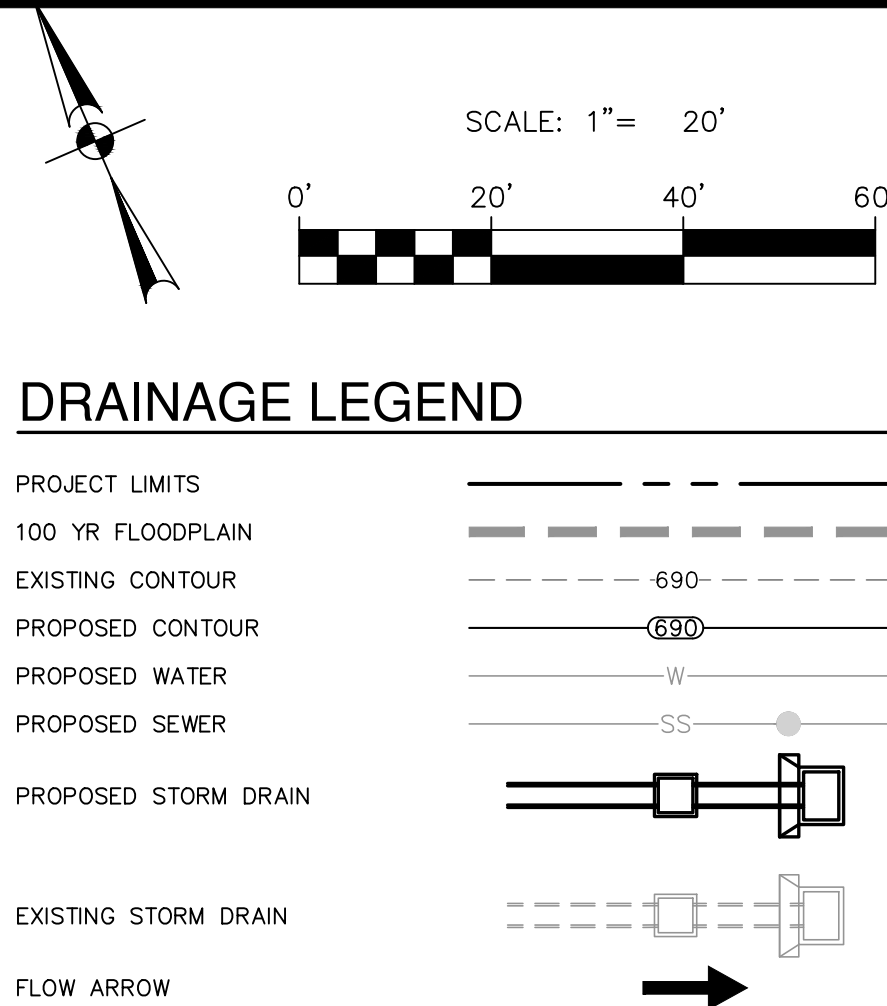 SCALE: 1"= 20'
0' 20' 40' 60
DRAINAGE LEGEND
PROJECT LIMITS
100 YR FLOODPLAIN
EXISTING CONTOUR 690
PROPOSED CONTOUR 690
PROPOSED WATER W
PROPOSED SEWER SS
PROPOSED STORM DRAIN
EXISTING STORM DRAIN
FLOW ARROW